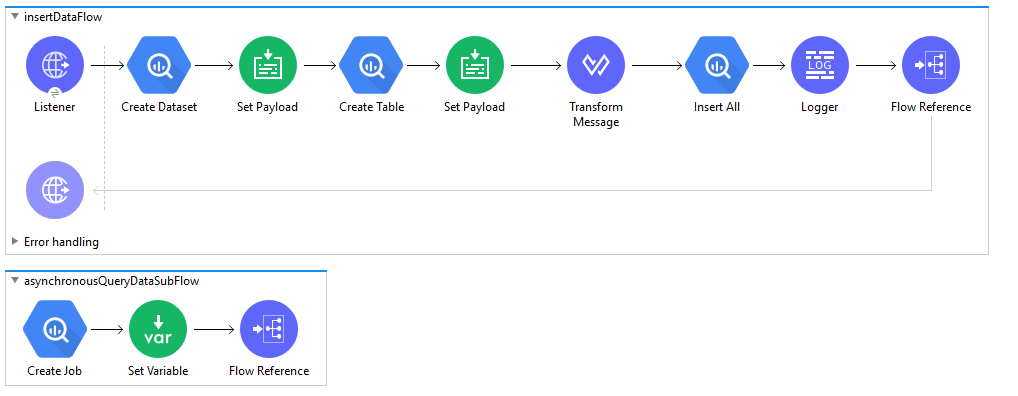 insertDataFlow
LOG
Listener
Create Dataset
Set Payload
Create Table
Set Payload
Transform
Message
Insert All
Logger
Flow Reference
Error handling
asynchronousQueryDataSubFlow
var
Create Job
Set Variable
Flow Reference